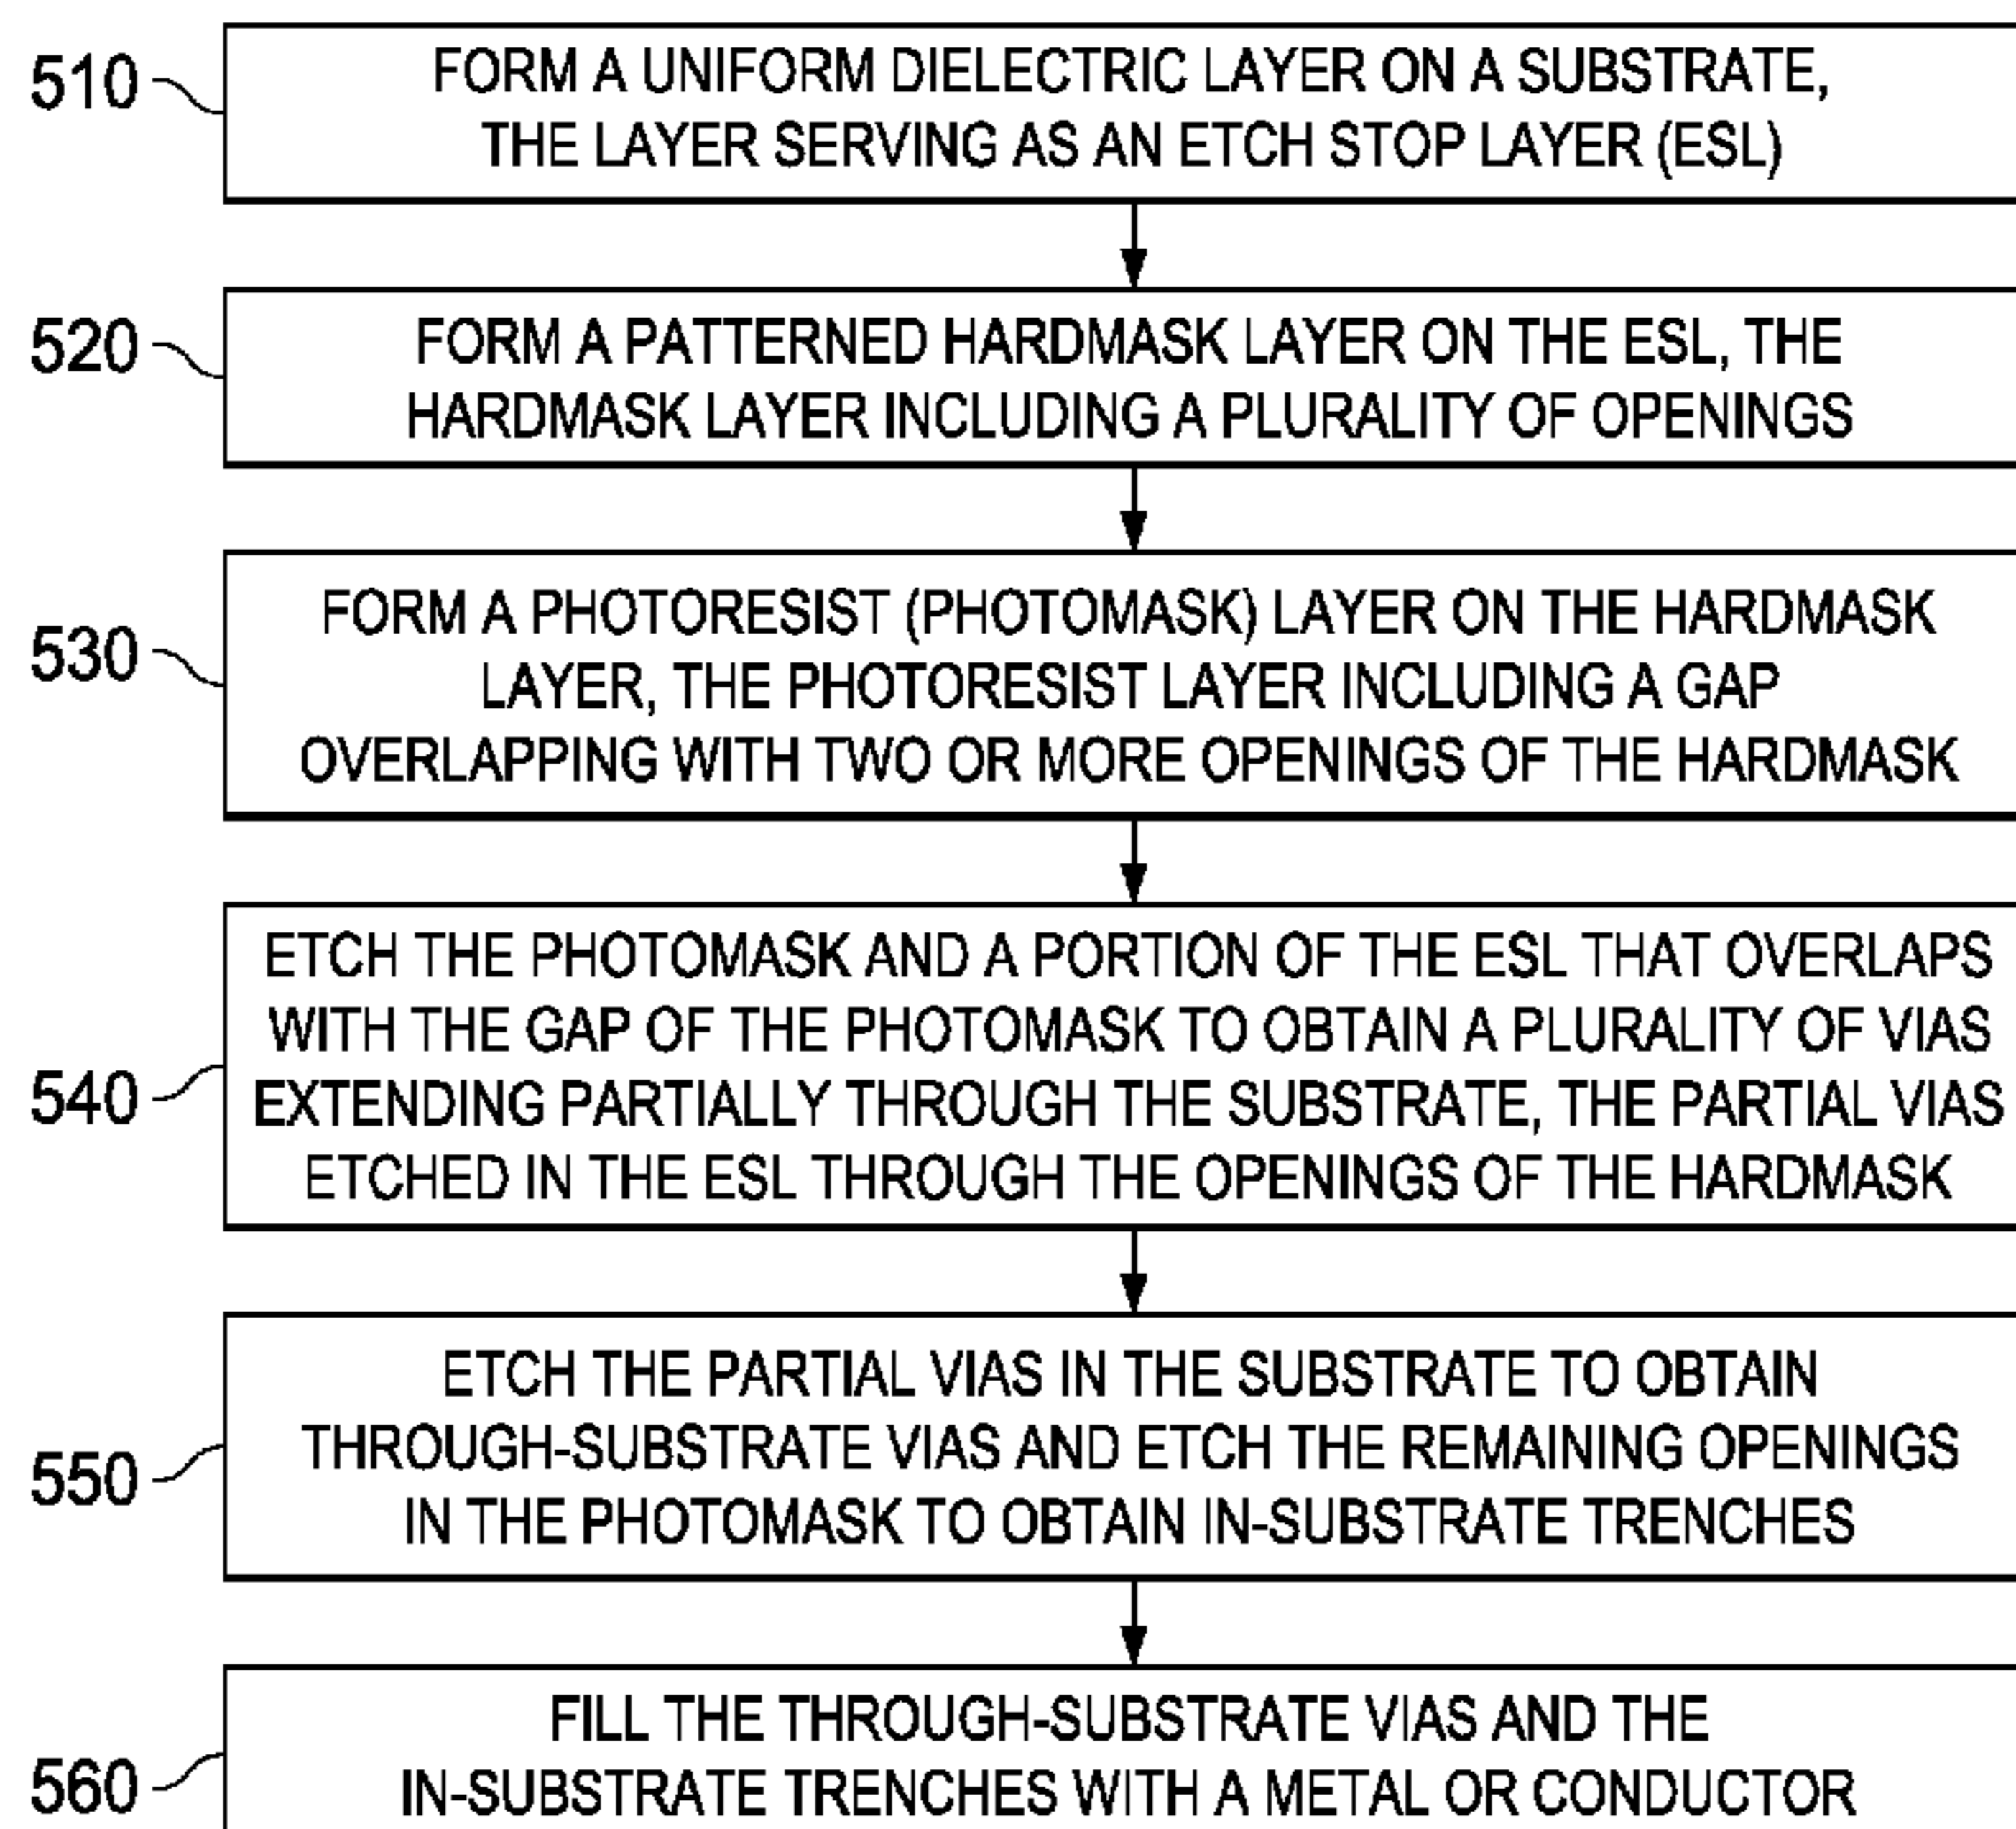 510
FORM A UNIFORM DIELECTRIC LAYER ON A SUBSTRATE,
THE LAYER SERVING AS AN ETCH STOP LAYER (ESL)
520
FORM A PATTERNED HARDMASK LAYER ON THE ESL, THE
HARDMASK LAYER INCLUDING A PLURALITY OF OPENINGS
530
FORM A PHOTORESIST (PHOTOMASK) LAYER ON THE HARDMASK
LAYER, THE PHOTORESIST LAYER INCLUDING A GAP
OVERLAPPING WITH TWO OR MORE OPENINGS OF THE HARDMASK
540
ETCH THE PHOTOMASK AND A PORTION OF THE ESL THAT OVERLAPS
WITH THE GAP OF THE PHOTOMASK TO OBTAIN A PLURALITY OF VIAS
EXTENDING PARTIALLY THROUGH THE SUBSTRATE, THE PARTIAL VIAS
ETCHED IN THE ESL THROUGH THE OPENINGS OF THE HARDMASK
550
ETCH THE PARTIAL VIAS IN THE SUBSTRATE TO OBTAIN
THROUGH-SUBSTRATE VIAS AND ETCH THE REMAINING OPENINGS
IN THE PHOTOMASK TO OBTAIN IN-SUBSTRATE TRENCHES
560
FILL THE THROUGH-SUBSTRATE VIAS AND THE
IN-SUBSTRATE TRENCHES WITH A METAL OR CONDUCTOR